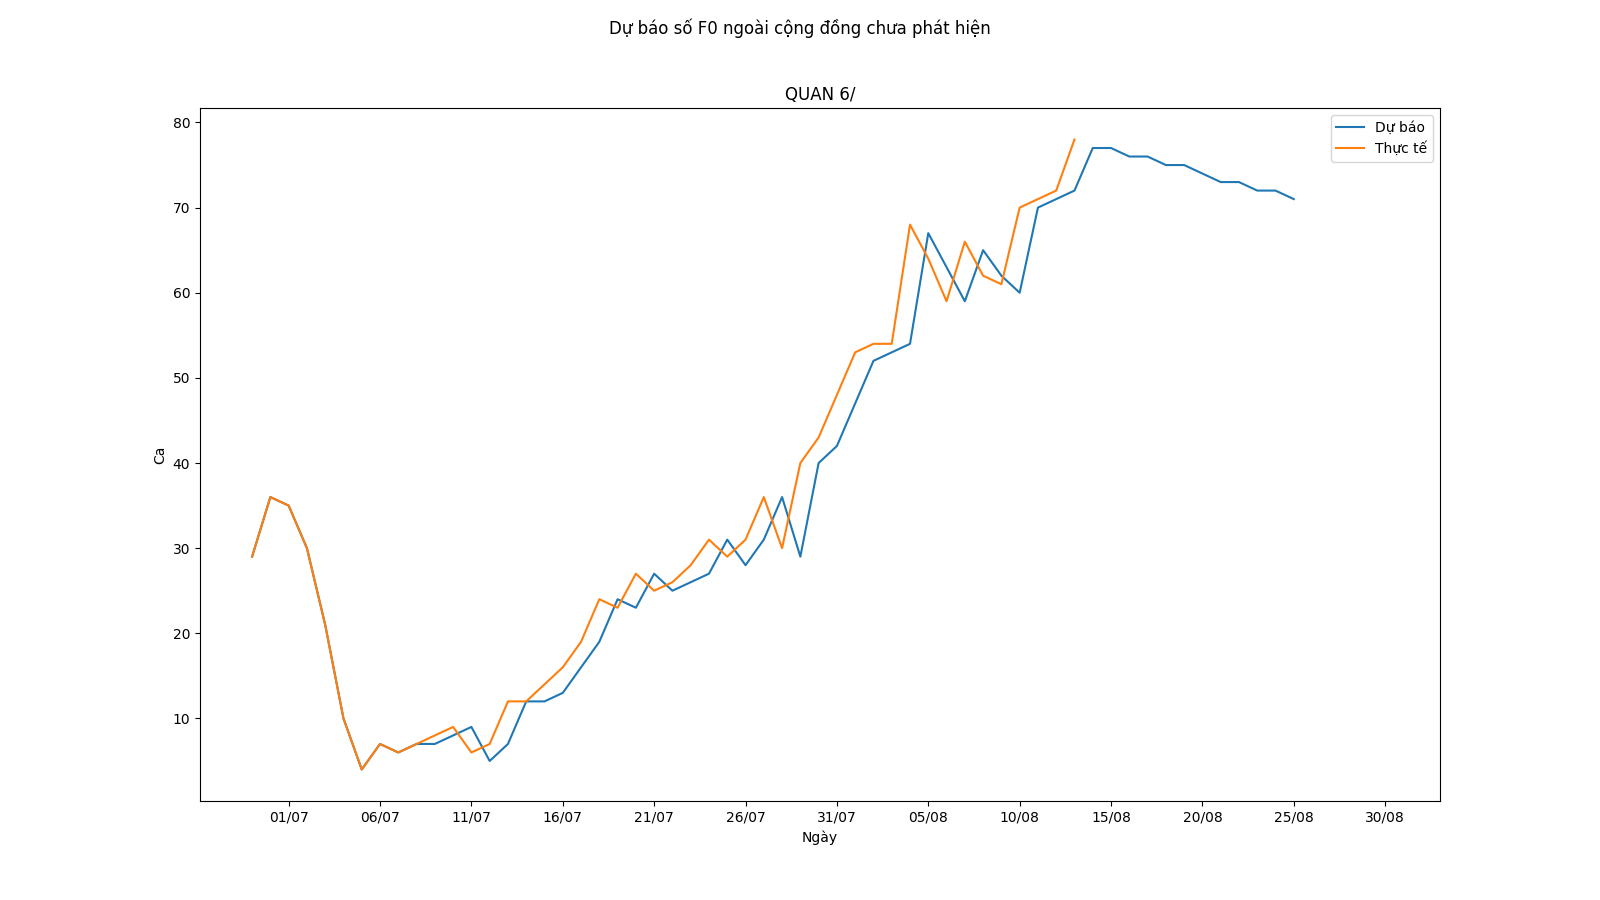 Dự báo số F0 ngoài cộng đồng chưa phát hiện
QUAN 6/
Dự báo
Thực tế
80
70
60
50
40
30
20
10
Ca
01/07 06/07 11/07 16/07 21/07 26/07 31/07 05/08 10/08 15/08 20/08 25/08 30/08
Ngày